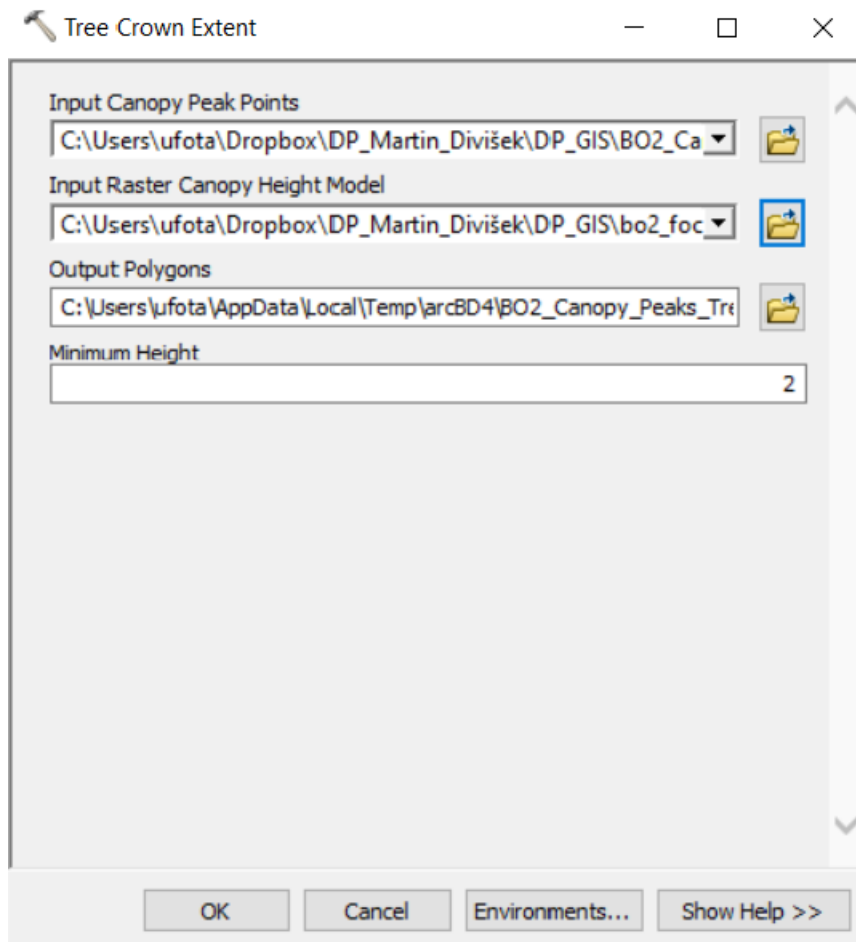 Tree Crown Extent
Input Canopy Peak Points
C:\Users\ufota\Dropbox\DP_Martin_Divišek\DP_GIS\BO2_Ca
Input Raster Canopy Height Model
C:\Users\ufota\Dropbox\DP_Martin_Divišek\DP_GIS\bo2_foc
Output Polygons
C:\Users\ufota\AppData\Local\Temp\arcBD4\BO2_Canopy_Peaks_Tre
Minimum Height
2
OK Cancel Environments... Show Help >>